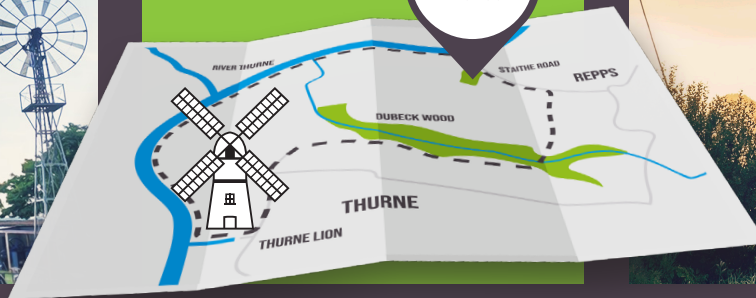 RIVER THURNE
STAITHE ROAD
REPPS
DUBECK WOOD
THURNE
THURNE LION